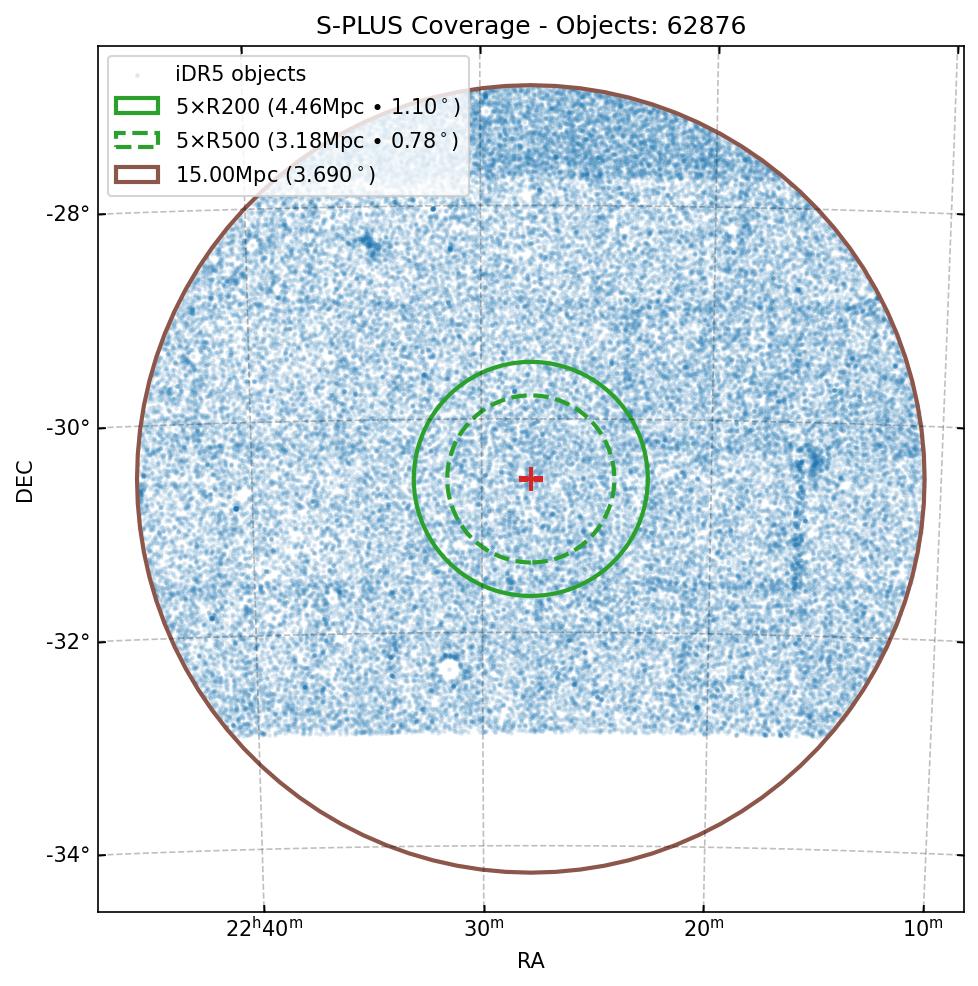 S-PLUS Coverage - Objects: 62876
iDR5 objects
5×R200 (4.46Mpc • 1.10°)
5×R500 (3.18Mpc • 0.78°)
15.00Mpc (3.690°)
-28°
-30°
-32°
-34°
DEC
22h40m
30m
20m
10m
RA